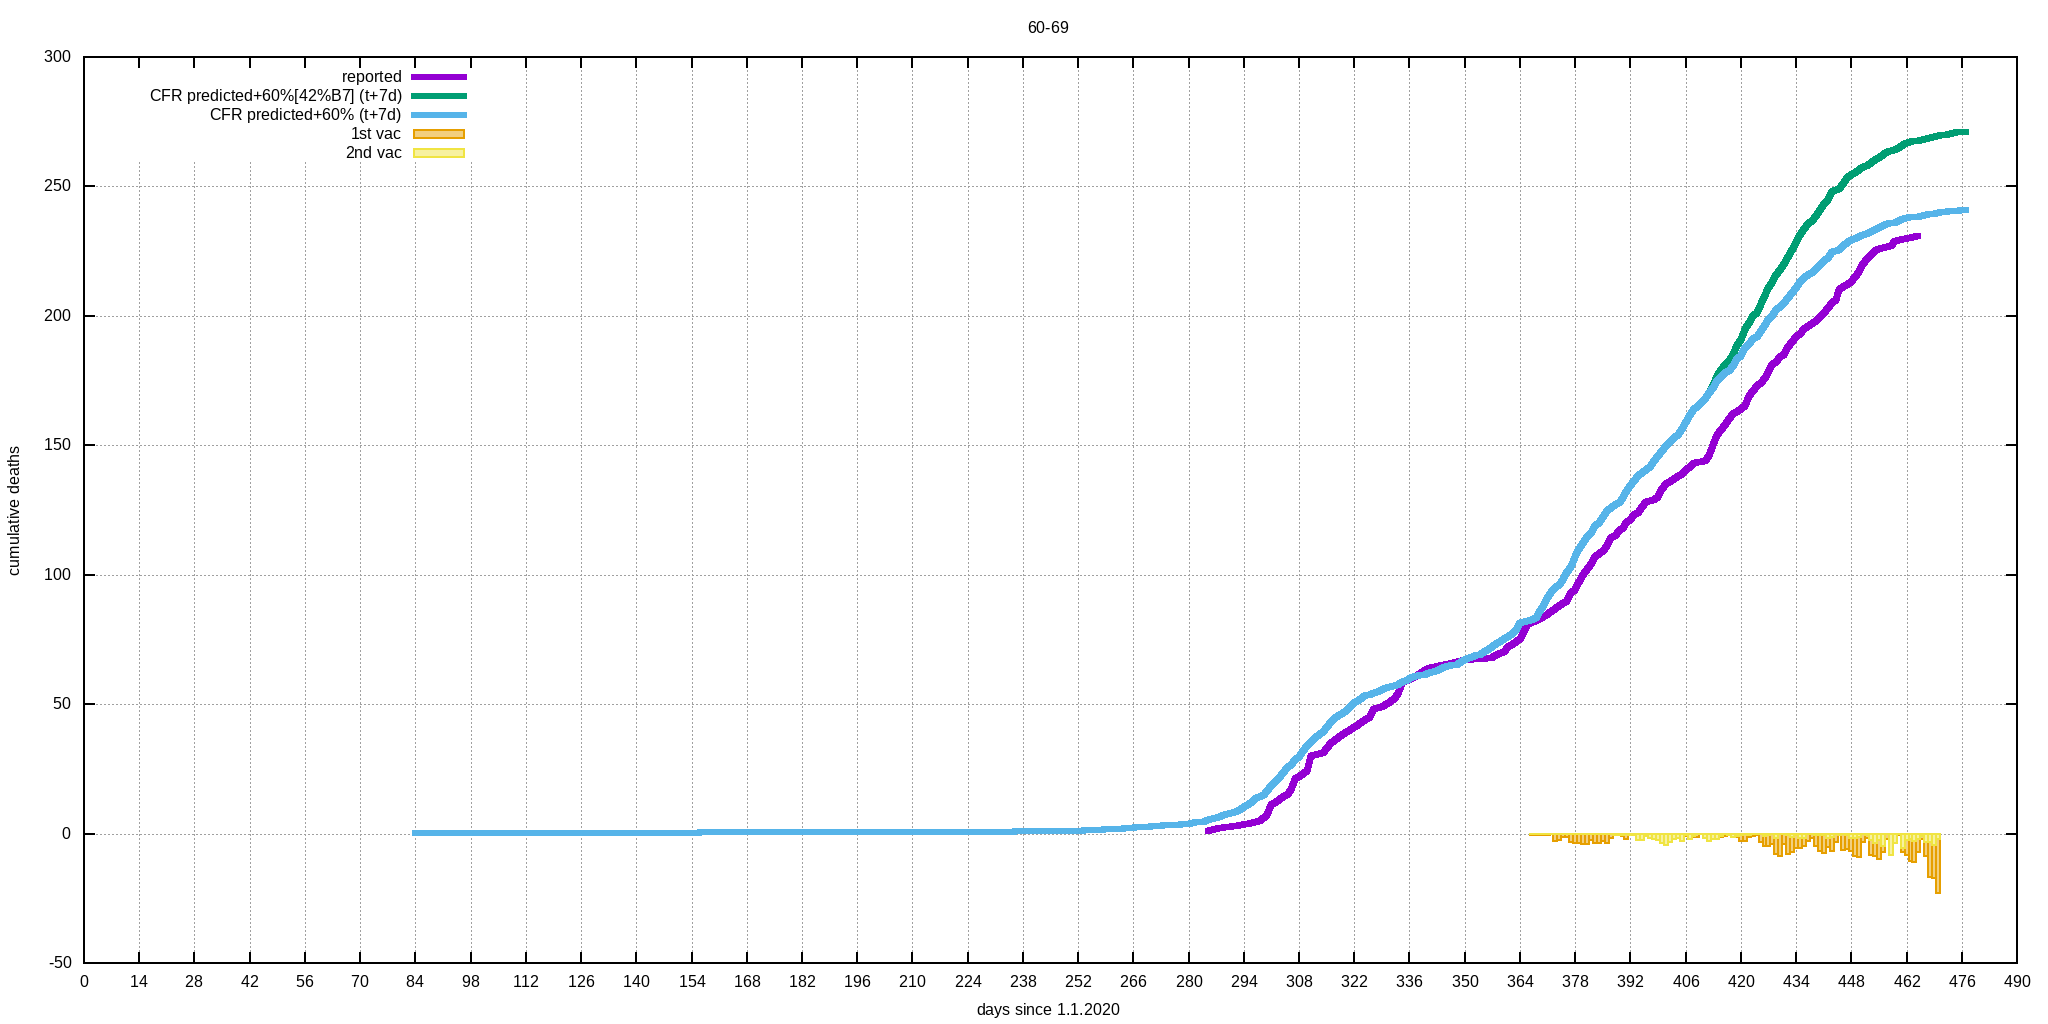 60-69
300
250
200
150
100
50
0
-50
cumulative deaths
reported
CFR predicted+60%[42%B7] (t+7d)
CFR predicted+60% (t+7d)
1st vac
2nd vac
0 14 28 42 56 70 84 98 112 126 140 154 168 182 196 210 224 238 252 266 280 294 308 322 336 350 364 378 392 406 420 434 448 462 476 490
days since 1.1.2020